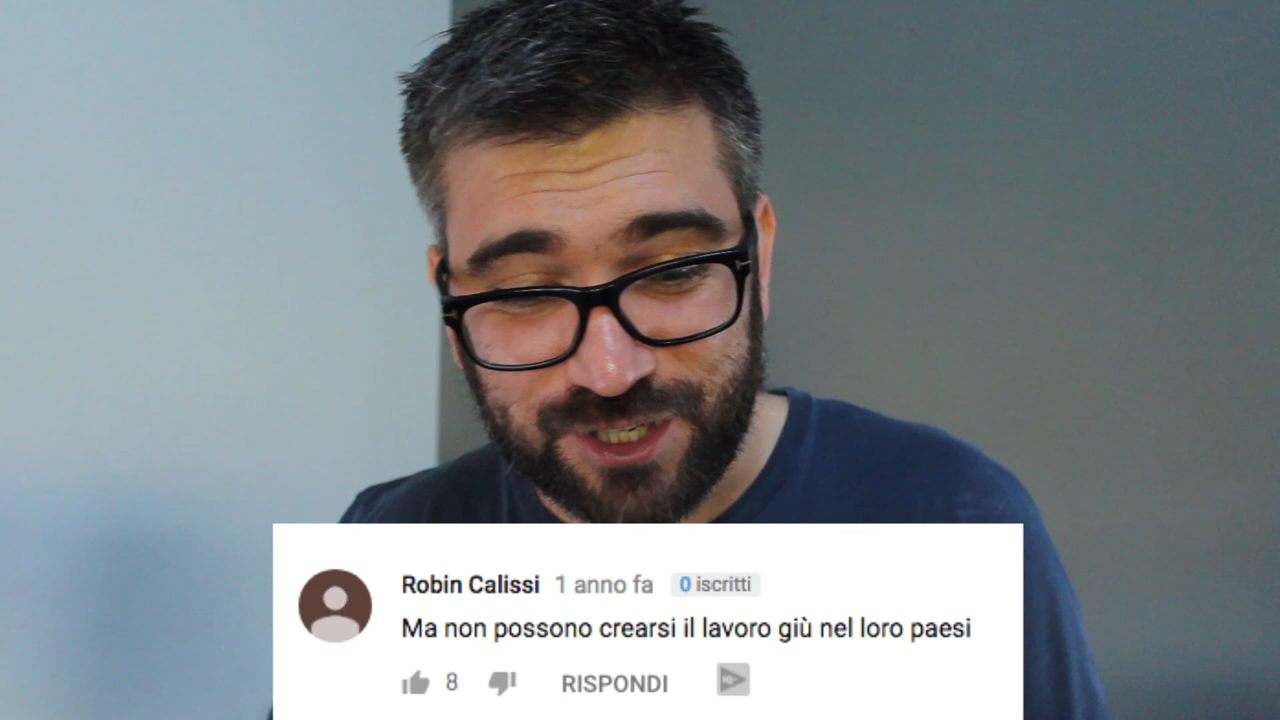 Robin Calissi 1 anno fa 0 iscritti
Ma non possono crearsi il lavoro giù nel loro paesi
8 RISPONDI